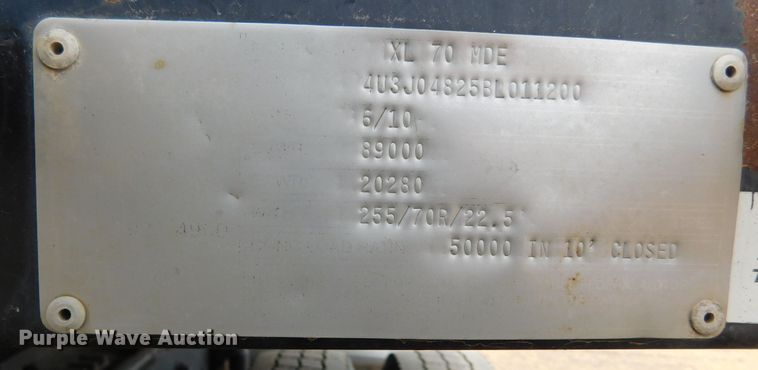 XL 70 MDE
4U3J04825BL011200
6/10
89000
20280
255/70R/22.5
50000 IN 10' CLOSED
Purple Wave Auction